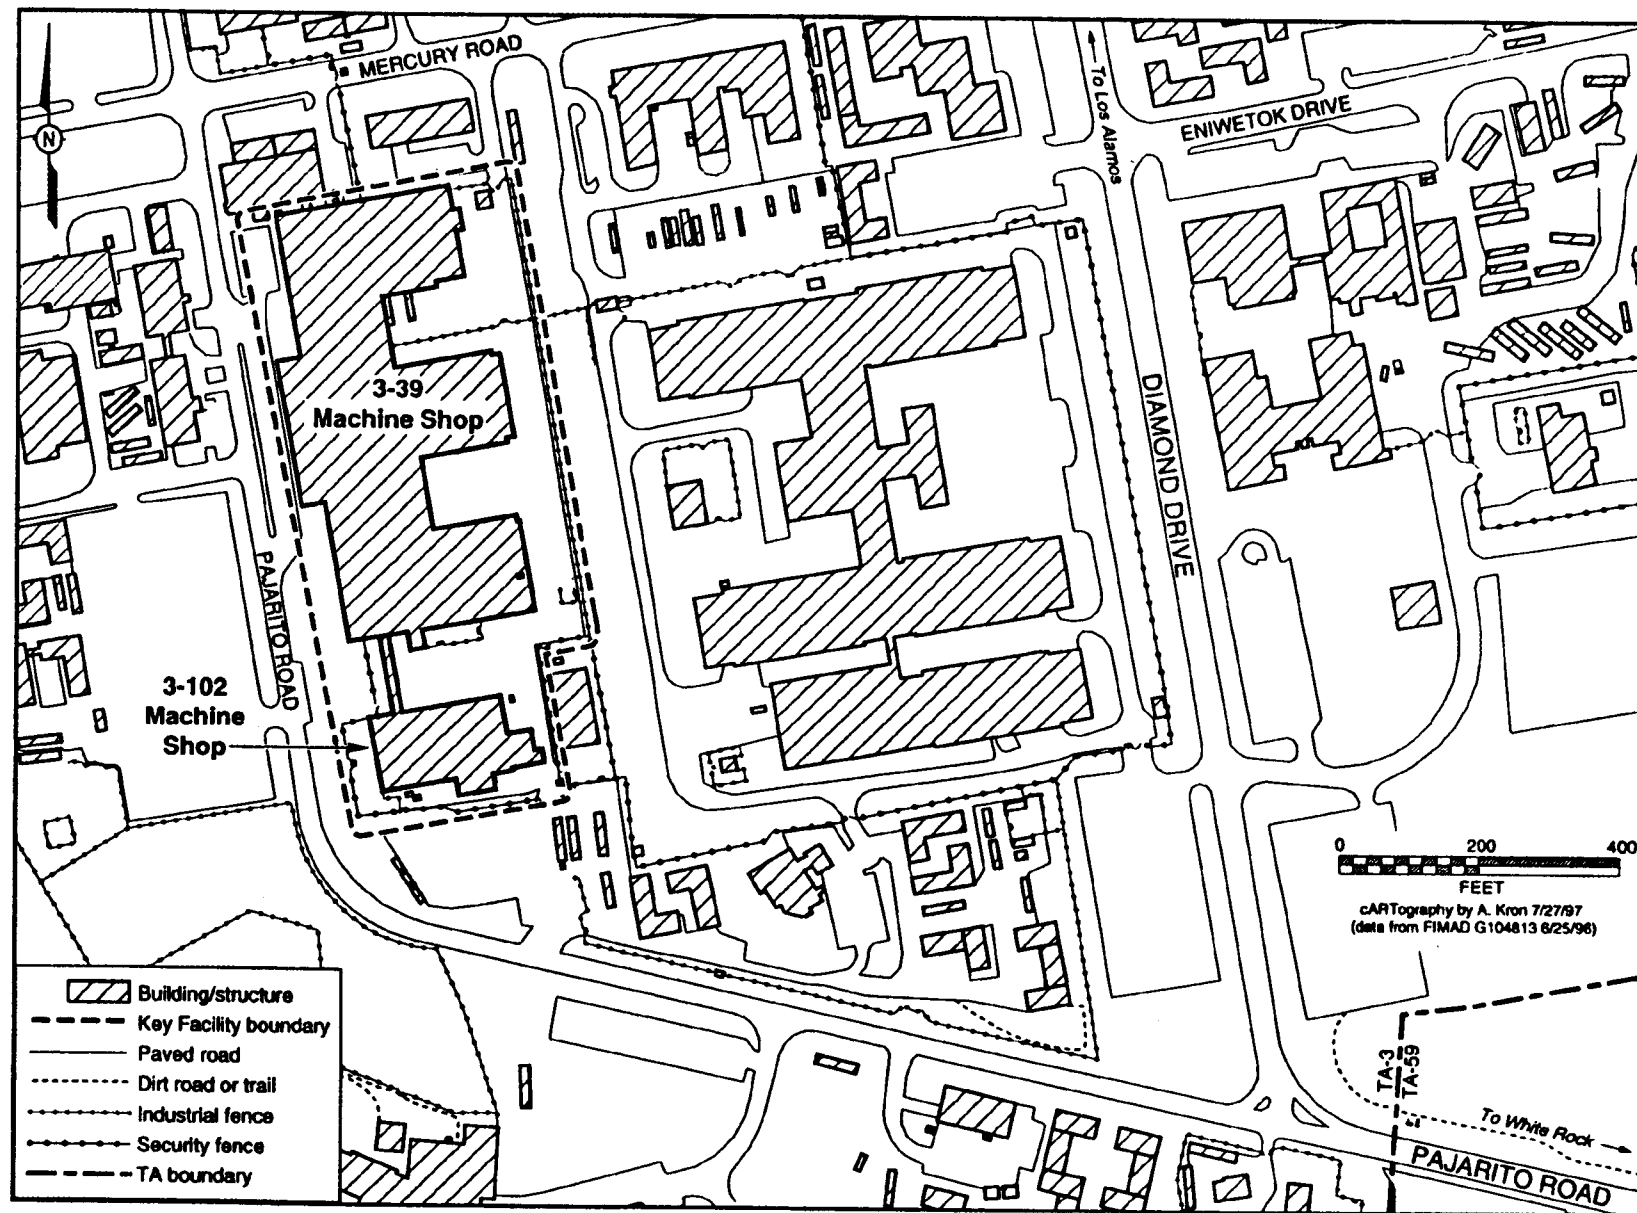 MERCURY ROAD
N
To Los Alamos
ENIWETOK DRIVE
3-39
Machine Shop
DIAMOND DRIVE
PAJARITO ROAD
3-102
Machine
Shop
0 200 400
FEET
cARTography by A. Kron 7/27/97
(data from FIMAD G104813 6/25/96)
Building/structure
Key Facility boundary
Paved road
Dirt road or trail
Industrial fence
Security fence
TA boundary
TA-3
TA-59
To White Rock
PAJARITO ROAD